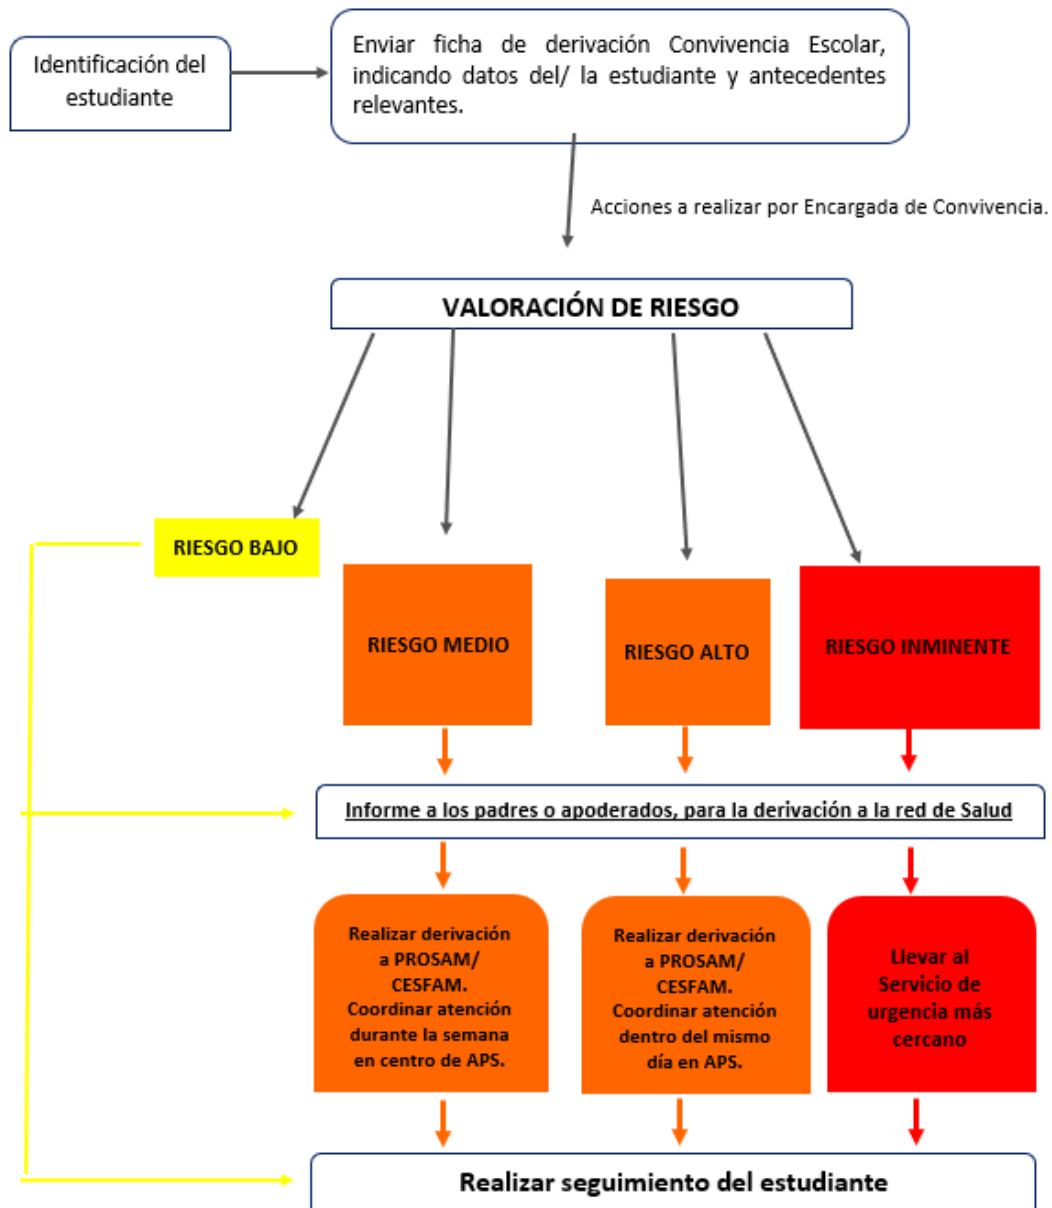 Identificación del
estudiante
Enviar ficha de derivación Convivencia Escolar,
indicando datos del/ la estudiante y antecedentes
relevantes.
Acciones a realizar por Encargada de Convivencia.
VALORACIÓN DE RIESGO
RIESGO BAJO
RIESGO MEDIO
RIESGO ALTO
RIESGO INMINENTE
Informe a los padres o apoderados, para la derivación a la red de Salud
Realizar derivación
a PROSAM/
CESFAM.
Coordinar atención
durante la semana
en centro de APS.
Realizar derivación
a PROSAM/
CESFAM.
Coordinar atención
dentro del mismo
día en APS.
Llevar al
Servicio de
urgencia más
cercano
Realizar seguimiento del estudiante